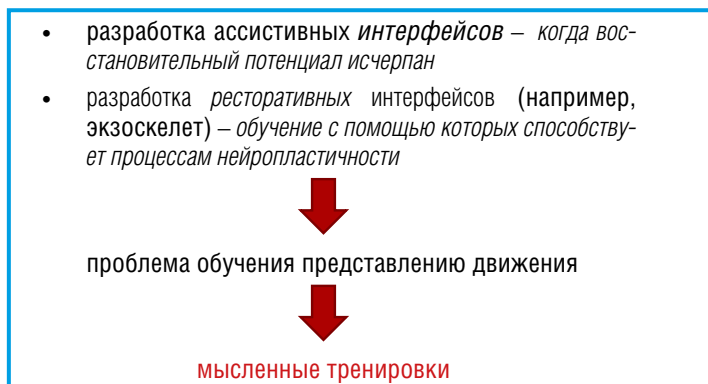 • разработка ассистивных интерфейсов – когда вос-
становительный потенциал исчерпан
• разработка ресторативных интерфейсов (например,
экзоскелет) – обучение с помощью которых способству-
ет процессам нейропластичности
проблема обучения представлению движения
мысленные тренировки